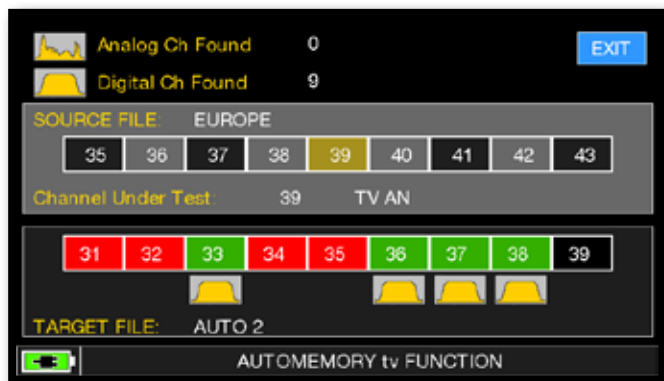 Analog Ch Found 0
EXIT
Digital Ch Found 9
SOURCE FILE: EUROPE
35 36 37 38 39 40 41 42 43
Channel Under Test: 39 TV AN
31 32 33 34 35 36 37 38 39
TARGET FILE: AUTO 2
AUTOMEMORY tv FUNCTION